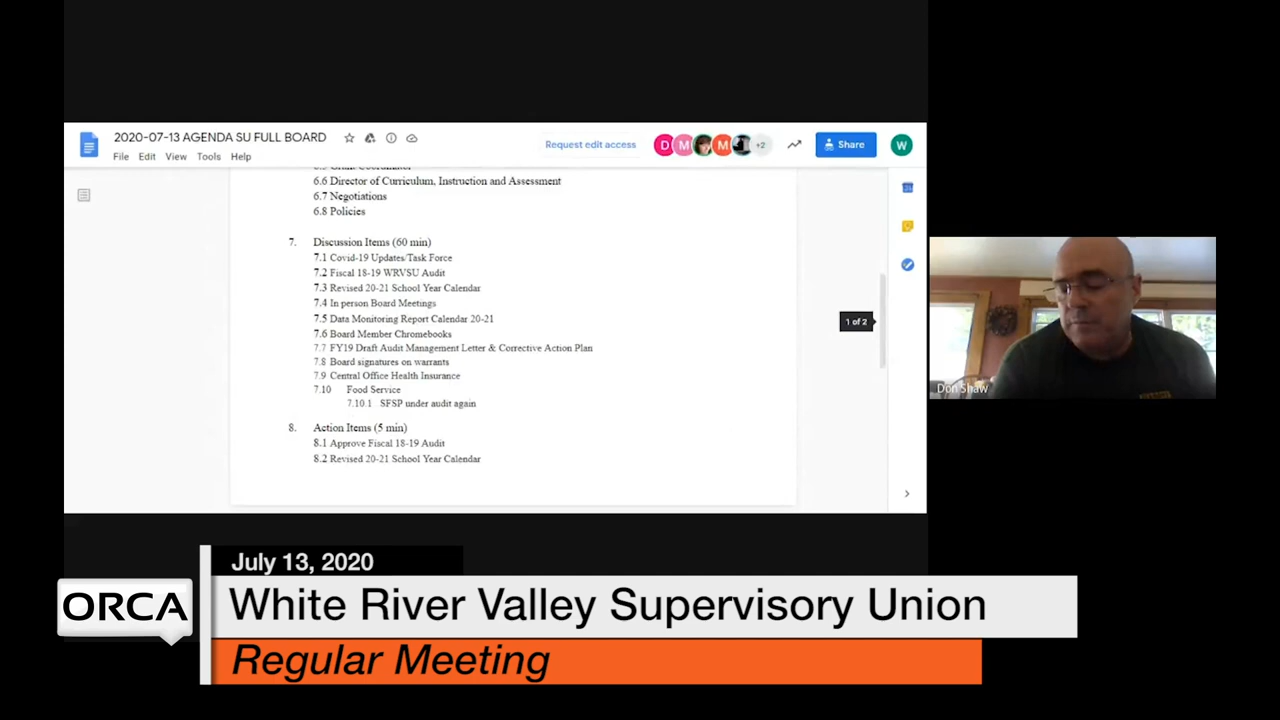 2020-07-13 AGENDA SU FULL BOARD
File Edit View Tools Help
Request edit access
D M M +2
Share
W
6.6 Director of Curriculum, Instruction and Assessment
6.7 Negotiations
6.8 Policies
7. Discussion Items (60 min)
7.1 Covid-19 Updates/Task Force
7.2 Fiscal 18-19 WRVSU Audit
7.3 Revised 20-21 School Year Calendar
7.4 In person Board Meetings
7.5 Data Monitoring Report Calendar 20-21
7.6 Board Member Chromebooks
7.7 FY19 Draft Audit Management Letter & Corrective Action Plan
7.8 Board signatures on warrants
7.9 Central Office Health Insurance
7.10 Food Service
7.10.1 SFSP under audit again
8. Action Items (5 min)
8.1 Approve Fiscal 18-19 Audit
8.2 Revised 20-21 School Year Calendar
1 of 2
Don Shaw
July 13, 2020
ORCA
White River Valley Supervisory Union
Regular Meeting